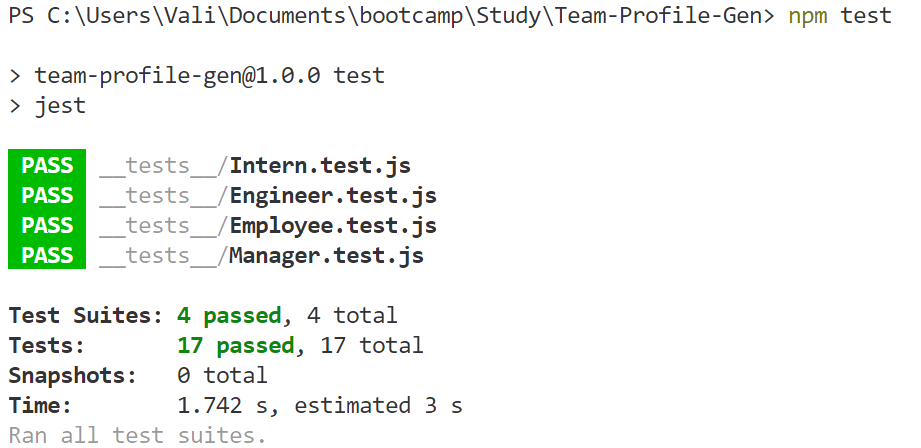 PS C:\Users\Vali\Documents\bootcamp\Study\Team-Profile-Gen> npm test
> team-profile-gen@1.0.0 test
> jest
PASS __tests__/Intern.test.js
PASS __tests__/Engineer.test.js
PASS __tests__/Employee.test.js
PASS __tests__/Manager.test.js
Test Suites: 4 passed, 4 total
Tests: 17 passed, 17 total
Snapshots: 0 total
Time: 1.742 s, estimated 3 s
Ran all test suites.